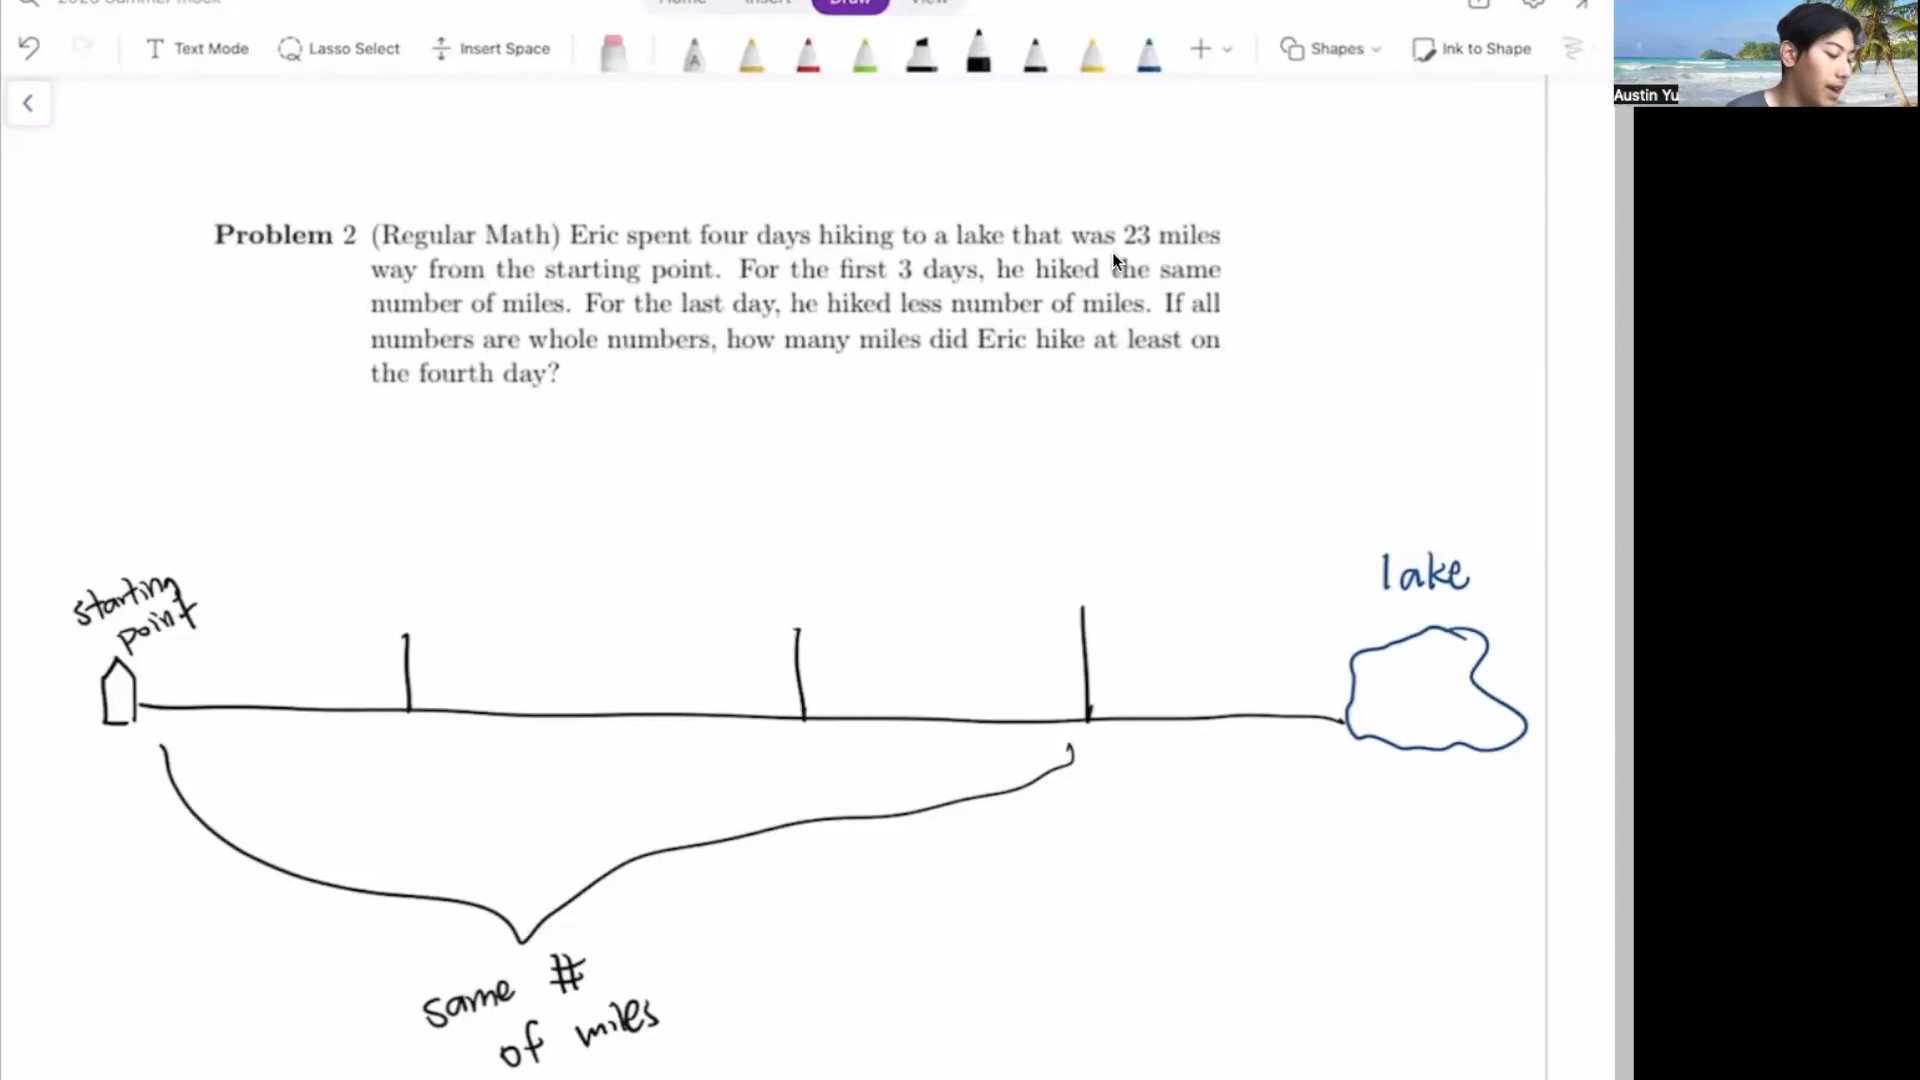 Text Mode Lasso Select Insert Space Shapes Ink to Shape
Austin Yu
Problem 2 (Regular Math) Eric spent four days hiking to a lake that was 23 miles
way from the starting point. For the first 3 days, he hiked the same
number of miles. For the last day, he hiked less number of miles. If all
numbers are whole numbers, how many miles did Eric hike at least on
the fourth day?
lake
starting
point
same #
of miles